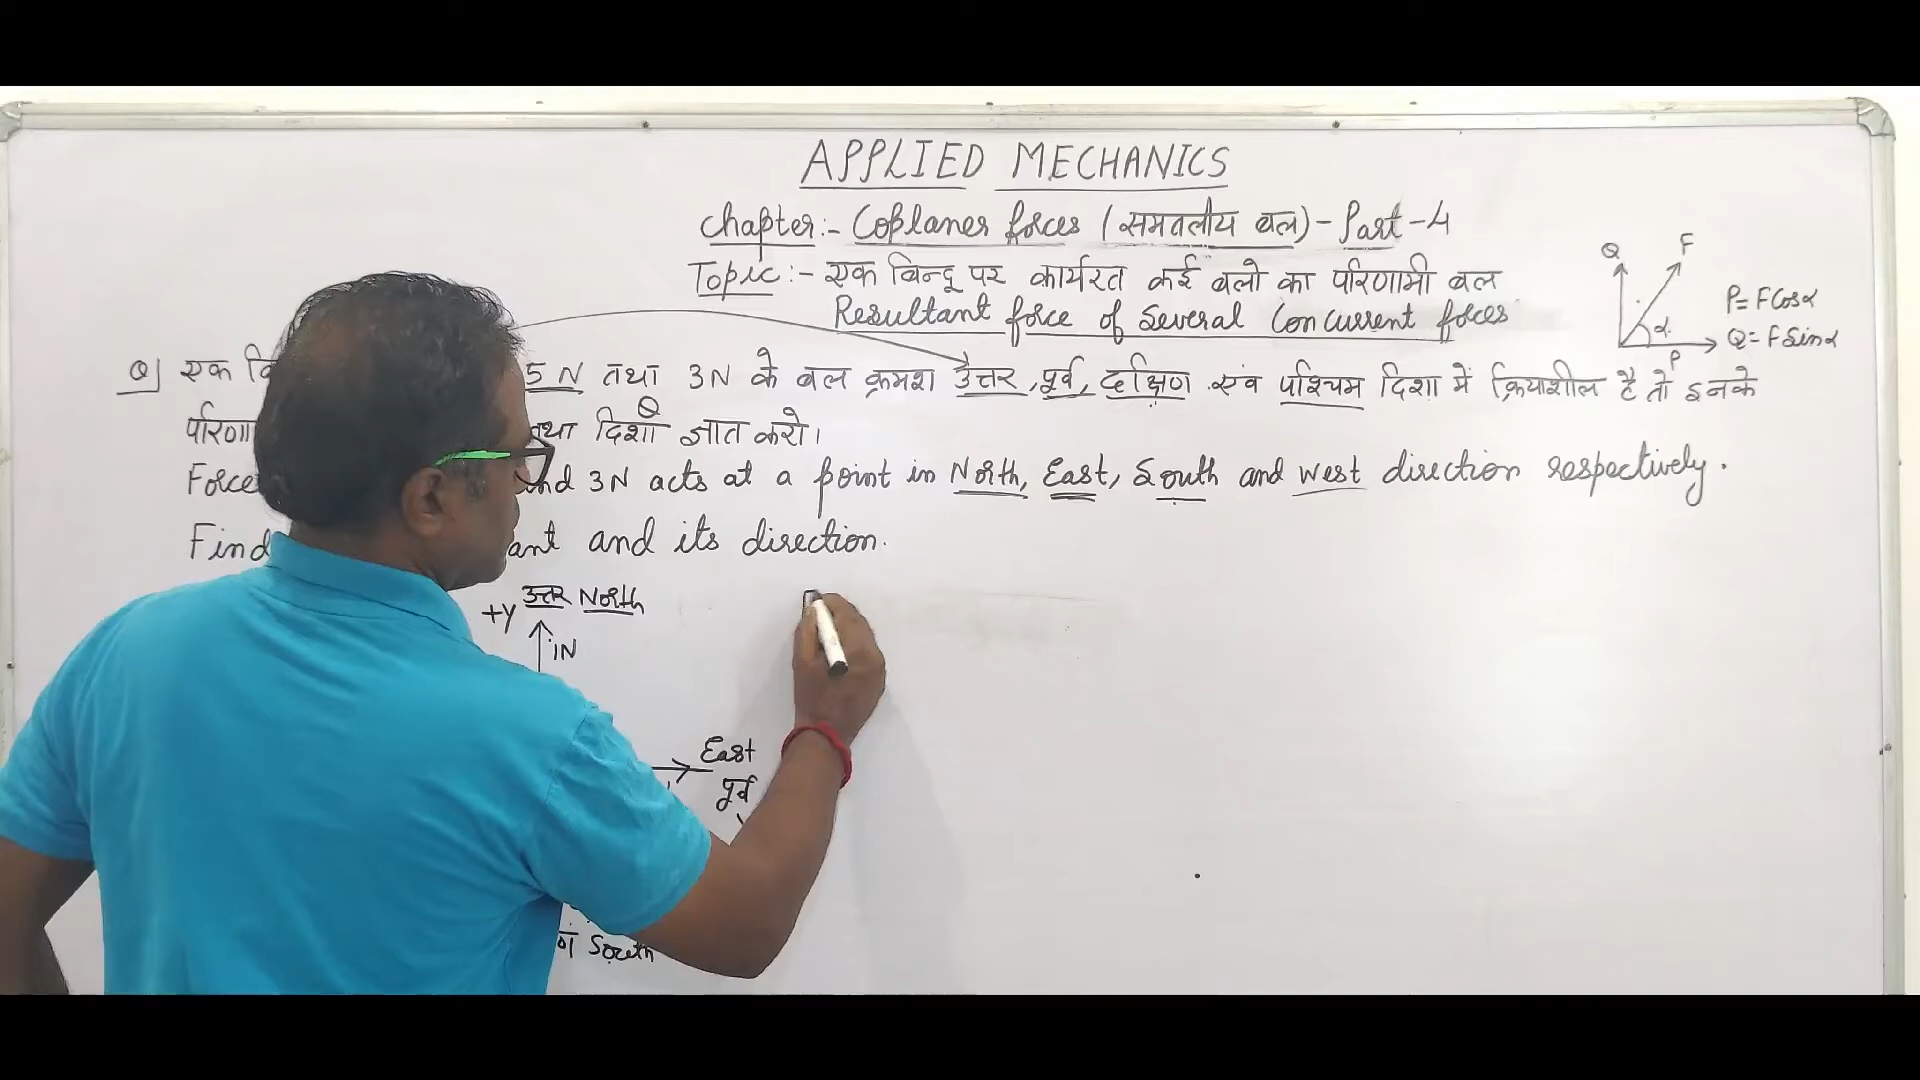 APPLIED MECHANICS
Chapter:- Coplaner forces (समतलीय बल) - Part-4
Topic:- एक बिन्दू पर कार्यरत कई बलो का परिणामी बल
Resultant force of Several Concurrent forces
Q F
P = F Cosα
α
Q = F Sinα
P
Q] एक 5 N तथा 3N के बल क्रमश उत्तर, पूर्व, दक्षिण एवं पश्चिम दिशा में क्रियाशील है तो इनके
θ
तथा दिशा ज्ञात करो।
Force and 3N acts at a point in North, East, South and West direction respectively.
Find and its direction.
+Y उत्तर North
1N
East
पूर्व
South